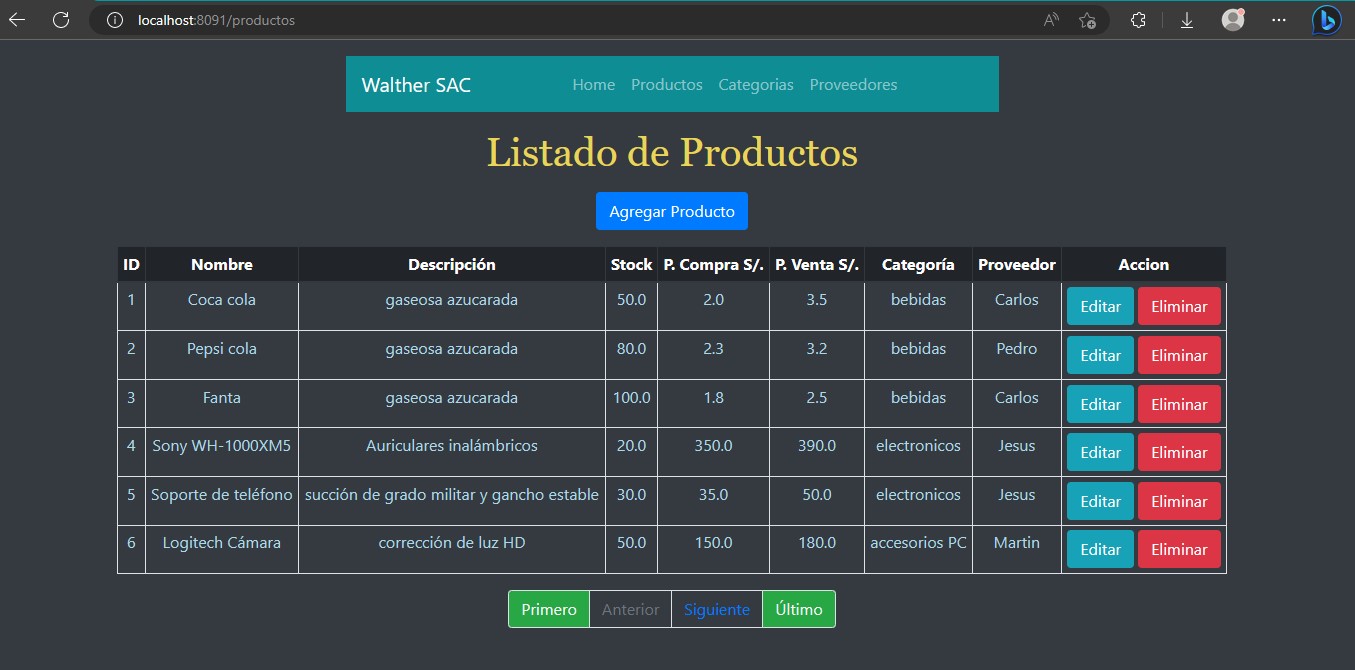 localhost:8091/productos
Walther SAC Home Productos Categorias Proveedores
Listado de Productos
Agregar Producto
ID Nombre Descripción Stock P. Compra S/. P. Venta S/. Categoría Proveedor Accion
1 Coca cola gaseosa azucarada 50.0 2.0 3.5 bebidas Carlos Editar Eliminar
2 Pepsi cola gaseosa azucarada 80.0 2.3 3.2 bebidas Pedro Editar Eliminar
3 Fanta gaseosa azucarada 100.0 1.8 2.5 bebidas Carlos Editar Eliminar
4 Sony WH-1000XM5 Auriculares inalámbricos 20.0 350.0 390.0 electronicos Jesus Editar Eliminar
5 Soporte de teléfono succión de grado militar y gancho estable 30.0 35.0 50.0 electronicos Jesus Editar Eliminar
6 Logitech Cámara corrección de luz HD 50.0 150.0 180.0 accesorios PC Martin Editar Eliminar
Primero Anterior Siguiente Último